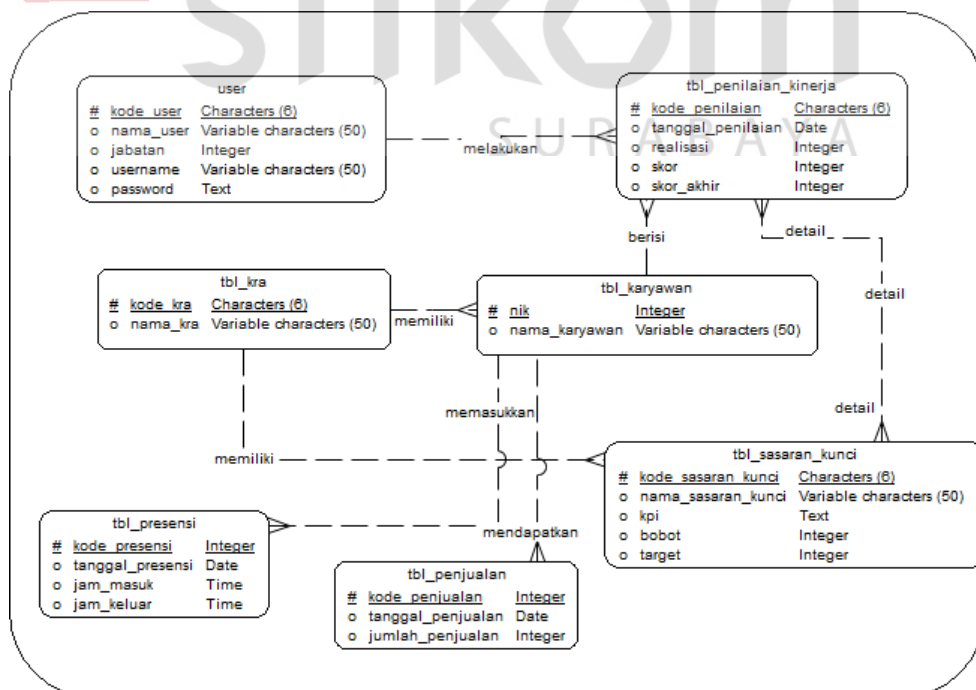 stikom
SURABAYA
user
# kode_user Characters (6)
o nama_user Variable characters (50)
o jabatan Integer
o username Variable characters (50)
o password Text
melakukan
tbl_penilaian_kinerja
# kode_penilaian Characters (6)
o tanggal_penilaian Date
o realisasi Integer
o skor Integer
o skor_akhir Integer
berisi
detail
detail
detail
tbl_kra
# kode_kra Characters (6)
o nama_kra Variable characters (50)
memiliki
tbl_karyawan
# nik Integer
o nama_karyawan Variable characters (50)
memasukkan
memiliki
tbl_sasaran_kunci
# kode_sasaran_kunci Characters (6)
o nama_sasaran_kunci Variable characters (50)
o kpi Text
o bobot Integer
o target Integer
tbl_presensi
# kode_presensi Integer
o tanggal_presensi Date
o jam_masuk Time
o jam_keluar Time
mendapatkan
tbl_penjualan
# kode_penjualan Integer
o tanggal_penjualan Date
o jumlah_penjualan Integer